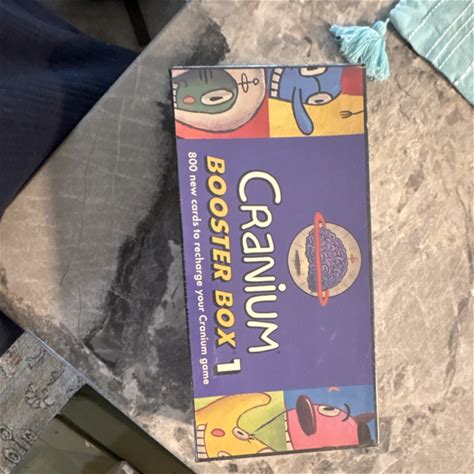 CRANIUM
BOOSTER BOX 1
800 new cards to recharge your Cranium game